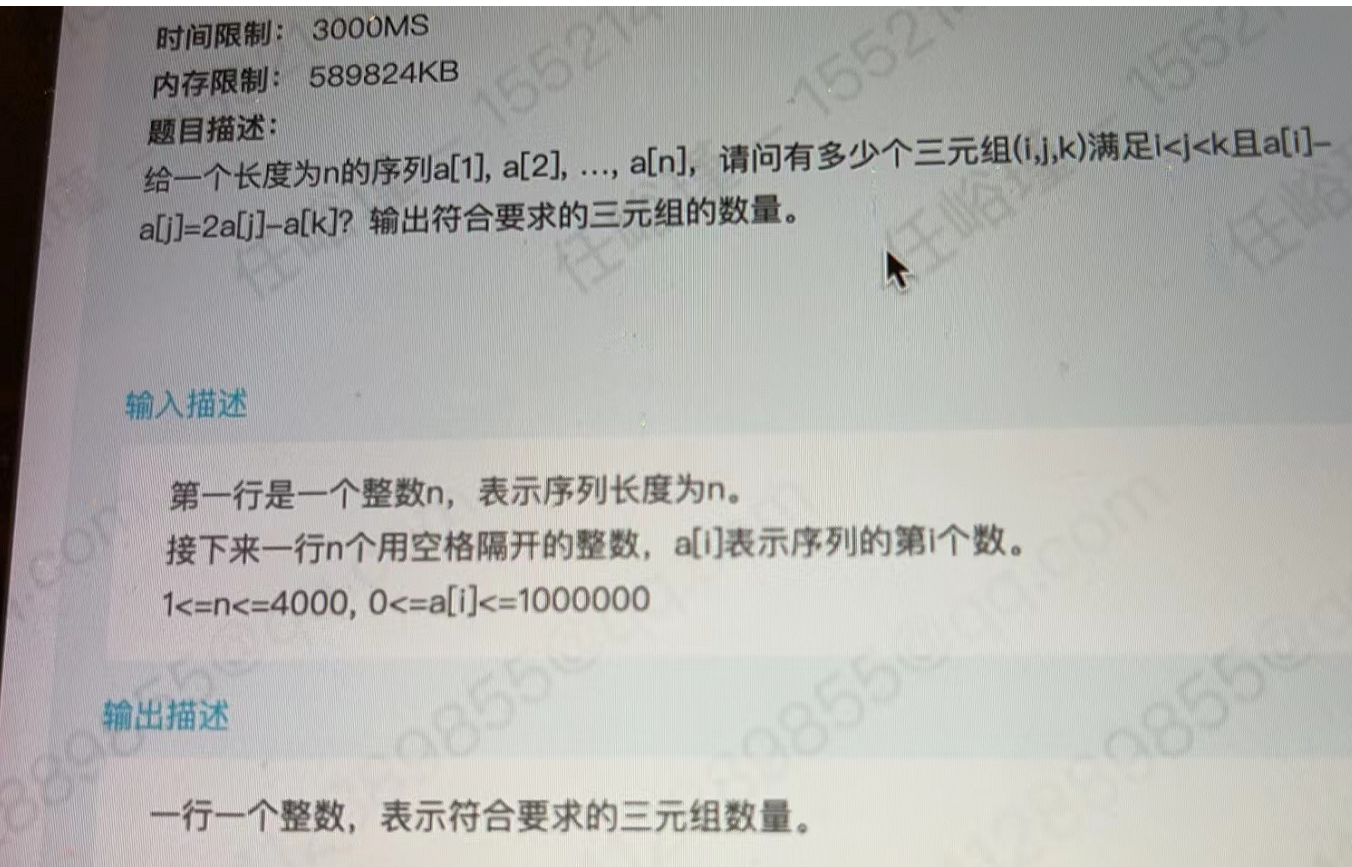 时间限制： 3000MS
内存限制： 589824KB
题目描述：
给一个长度为n的序列a[1], a[2], ..., a[n]，请问有多少个三元组(i,j,k)满足i<j<k且a[i]–
a[j]=2a[j]–a[k]？输出符合要求的三元组的数量。
输入描述
第一行是一个整数n，表示序列长度为n。
接下来一行n个用空格隔开的整数，a[i]表示序列的第i个数。
1<=n<=4000, 0<=a[i]<=1000000
输出描述
一行一个整数，表示符合要求的三元组数量。